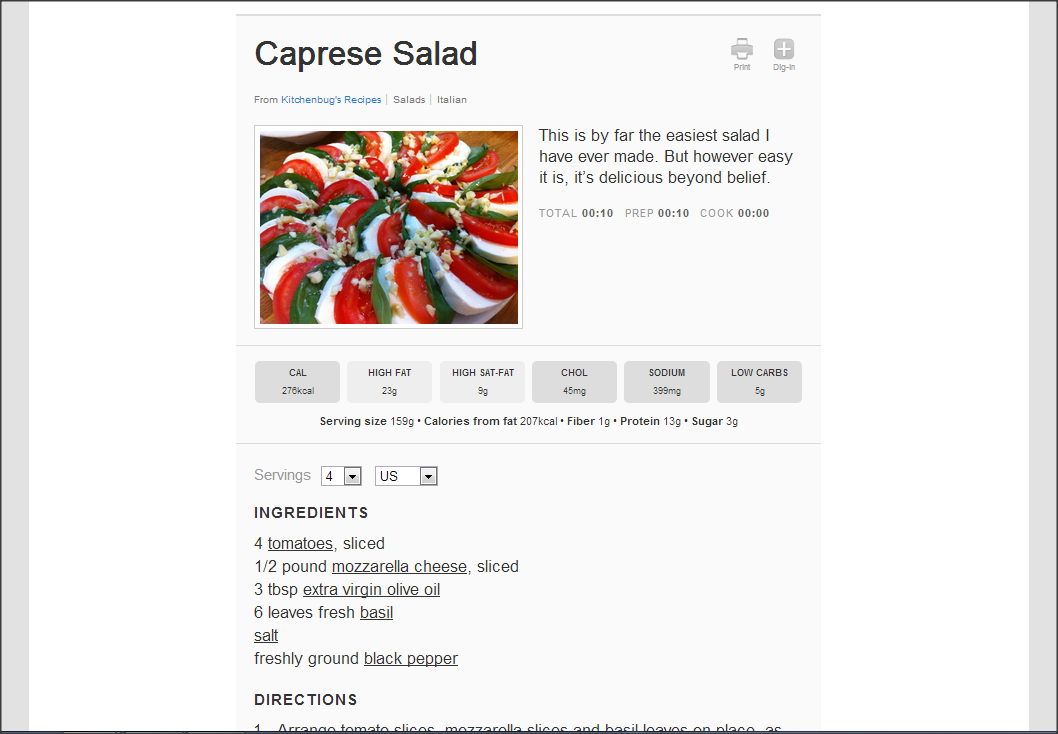 Caprese Salad
Print
Dig-In
From Kitchenbug's Recipes | Salads | Italian
This is by far the easiest salad I
have ever made. But however easy
it is, it's delicious beyond belief.
TOTAL 00:10 PREP 00:10 COOK 00:00
CAL
276kcal
HIGH FAT
23g
HIGH SAT-FAT
9g
CHOL
45mg
SODIUM
399mg
LOW CARBS
5g
Serving size 159g • Calories from fat 207kcal • Fiber 1g • Protein 13g • Sugar 3g
Servings 4 US
INGREDIENTS
4 tomatoes, sliced
1/2 pound mozzarella cheese, sliced
3 tbsp extra virgin olive oil
6 leaves fresh basil
salt
freshly ground black pepper
DIRECTIONS
1. Arrange tomato slices, mozzarella slices and basil leaves on place, as